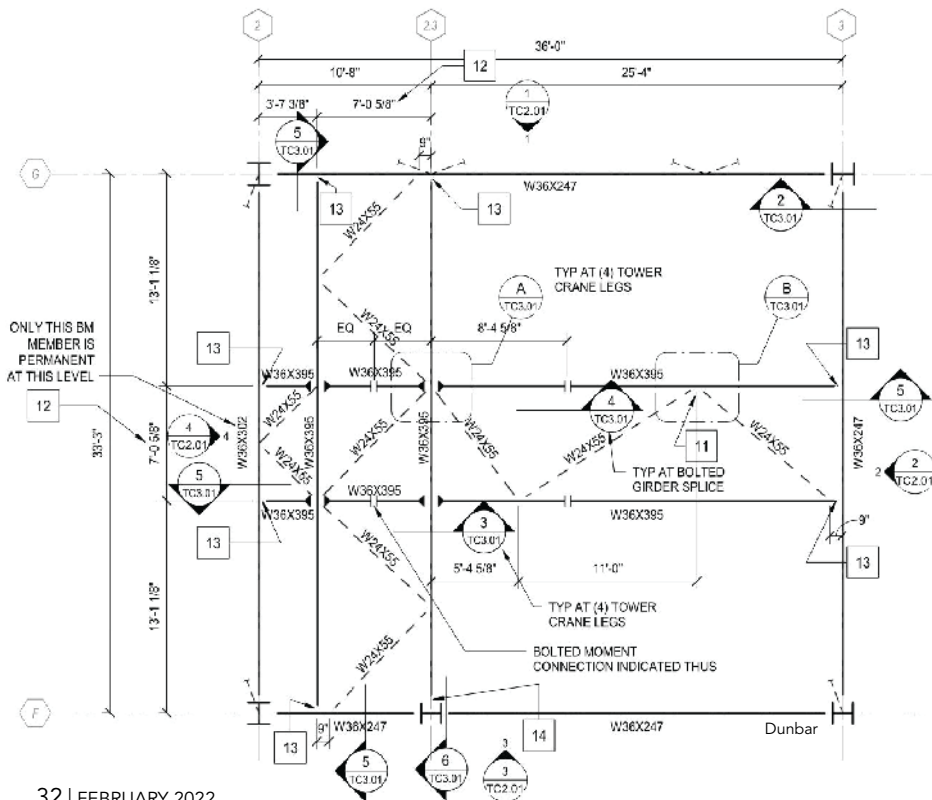 2
2.3
3
36'-0"
10'-8"
12
25'-4"
3'-7 3/8"
7'-0 5/8"
1
TC2.01
1
5
TC3.01
9"
G
W36X247
13
13
2
TC3.01
W24X55
13'-1 1/8"
TYP AT (4) TOWER
CRANE LEGS
A
TC3.01
B
TC3.01
W24X55
EQ
EQ
8'-4 5/8"
ONLY THIS BM
MEMBER IS
PERMANENT
AT THIS LEVEL
13
13
W36X395
W36X395
W36X395
5
TC3.01
12
33'-3"
7'-0 5/8"
4
TC2.01
4
W36X302
W24X55
W36X395
W24X55
W36X395
W24X55
4
TC3.01
W24X55
11
W24X55
W36X247
TYP AT BOLTED
GIRDER SPLICE
2
2
TC2.01
5
TC3.01
W24X55
W36X395
W36X395
W36X395
9"
13
W24X55
3
TC3.01
13
5'-4 5/8"
11'-0"
13'-1 1/8"
TYP AT (4) TOWER
CRANE LEGS
W24X55
BOLTED MOMENT
CONNECTION INDICATED THUS
F
13
9"
W36X247
14
W36X247
Dunbar
5
TC3.01
6
TC3.01
3
3
TC2.01
32 | FEBRUARY 2022